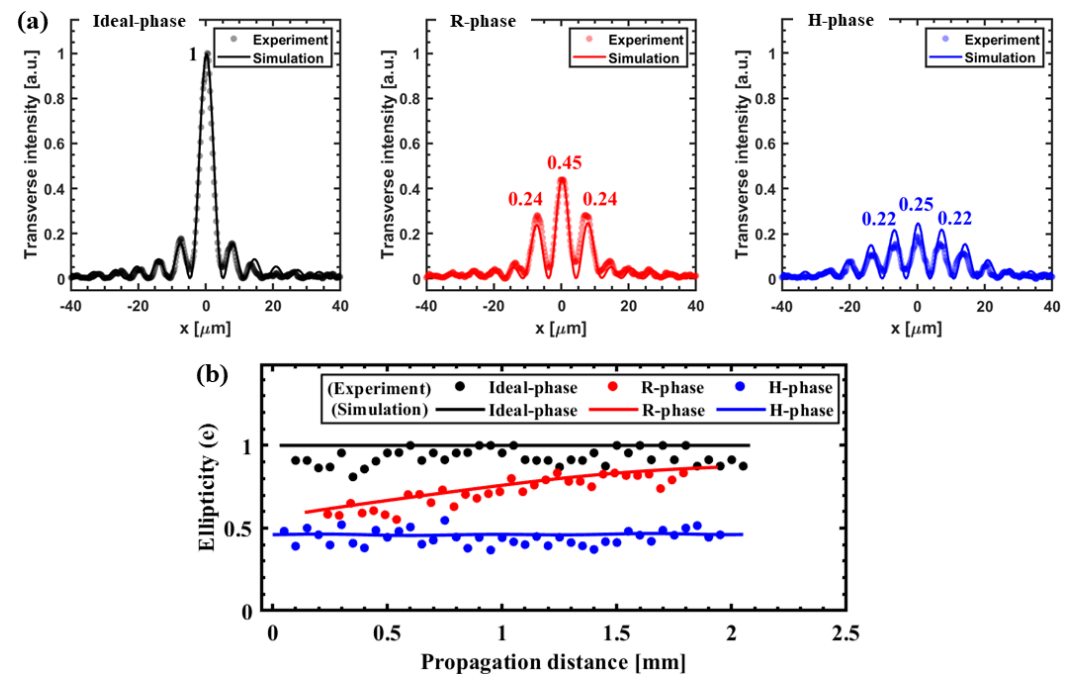 (a) Ideal-phase R-phase H-phase
Experiment
Simulation
1
Transverse intensity [a.u.]
1
0.8
0.6
0.4
0.2
0
-40 -20 0 20 40
x [μm]
Experiment
Simulation
0.45
0.24 0.24
Transverse intensity [a.u.]
1
0.8
0.6
0.4
0.2
0
-40 -20 0 20 40
x [μm]
Experiment
Simulation
0.25
0.22 0.22
Transverse intensity [a.u.]
1
0.8
0.6
0.4
0.2
0
-40 -20 0 20 40
x [μm]
(b)
(Experiment) Ideal-phase R-phase H-phase
(Simulation) Ideal-phase R-phase H-phase
Ellipticity (e)
1
0.5
0
0 0.5 1 1.5 2 2.5
Propagation distance [mm]